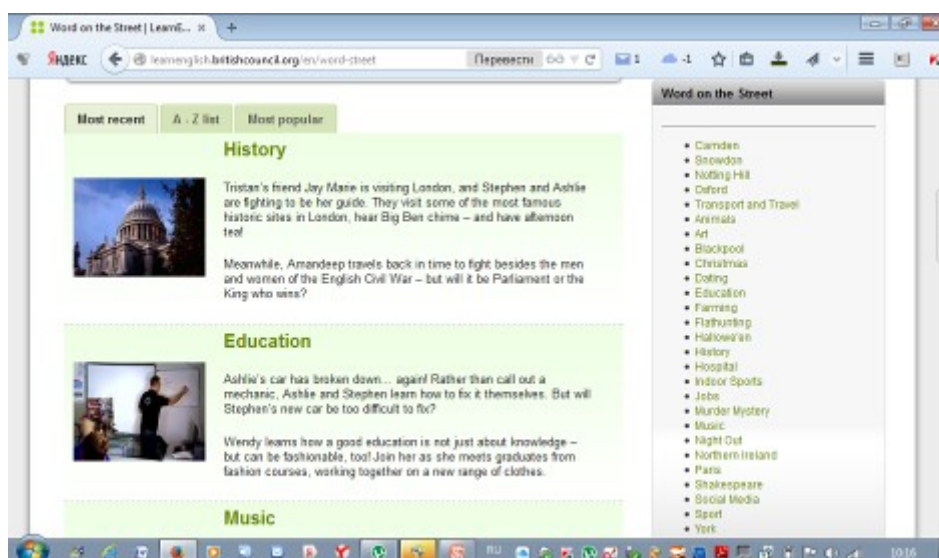 Word on the Street | LearnE...
Яндекс
learnenglish.britishcouncil.org/en/word-street
Перевести
1
-1
Most recent
A - Z list
Most popular
History
Tristan's friend Jay Marie is visiting London, and Stephen and Ashlie
are fighting to be her guide. They visit some of the most famous
historic sites in London, hear Big Ben chime – and have afternoon
tea!
Meanwhile, Amandeep travels back in time to fight besides the men
and women of the English Civil War – but will it be Parliament or the
King who wins?
Education
Ashlie's car has broken down... again! Rather than call out a
mechanic, Ashlie and Stephen learn how to fix it themselves. But will
Stephen's new car be too difficult to fix?
Wendy learns how a good education is not just about knowledge –
but can be fashionable, too! Join her as she meets graduates from
fashion courses, working together on a new range of clothes.
Music
Word on the Street
Camden
Snowdon
Notting Hill
Oxford
Transport and Travel
Animals
Art
Blackpool
Christmas
Dating
Education
Farming
Flathunting
Hallowe'en
History
Hospital
Indoor Sports
Jobs
Murder Mystery
Music
Night Out
Northern Ireland
Paris
Shakespeare
Social Media
Sport
York
RU
10:16